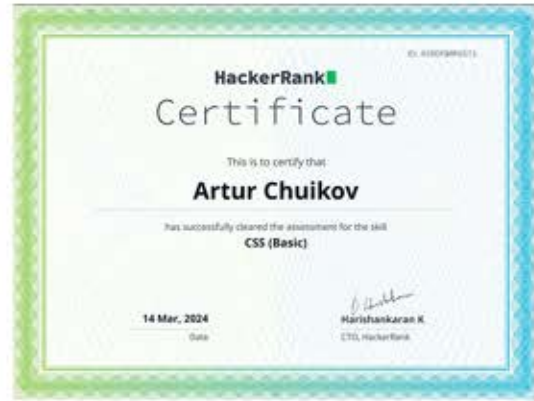 HackerRank
Certificate
This is to certify that
Artur Chuikov
has successfully cleared the assessment for the skill
CSS (Basic)
14 Mar, 2024
Harishankaran K
Date
CTO, HackerRank